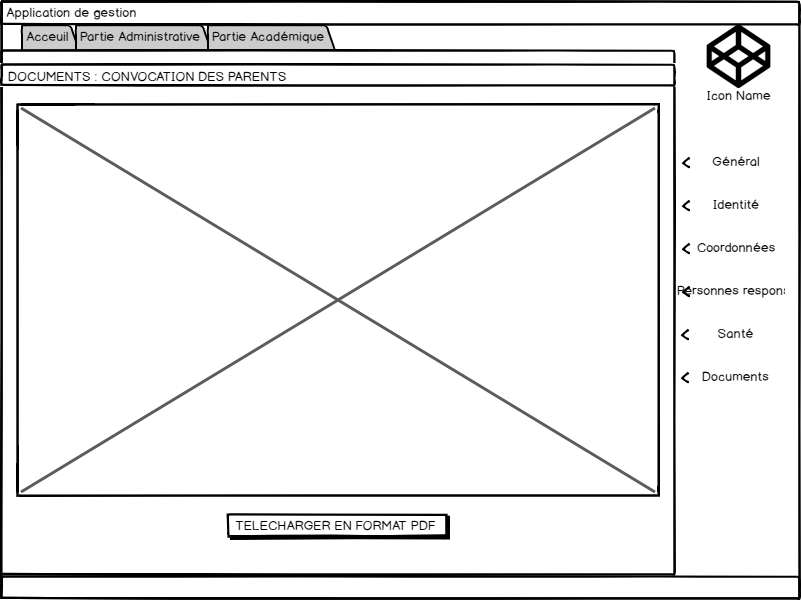 Application de gestion
Acceuil
Partie Administrative
Partie Académique
Icon Name
DOCUMENTS : CONVOCATION DES PARENTS
Général
Identité
Coordonnées
Personnes respon
Santé
Documents
TELECHARGER EN FORMAT PDF